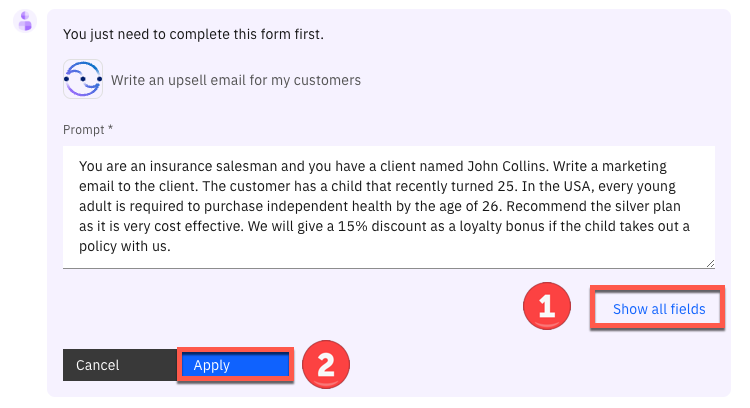 You just need to complete this form first.
Write an upsell email for my customers
Prompt *
You are an insurance salesman and you have a client named John Collins. Write a marketing
email to the client. The customer has a child that recently turned 25. In the USA, every young
adult is required to purchase independent health by the age of 26. Recommend the silver plan
as it is very cost effective. We will give a 15% discount as a loyalty bonus if the child takes out a
policy with us.
1
Show all fields
Cancel
Apply
2